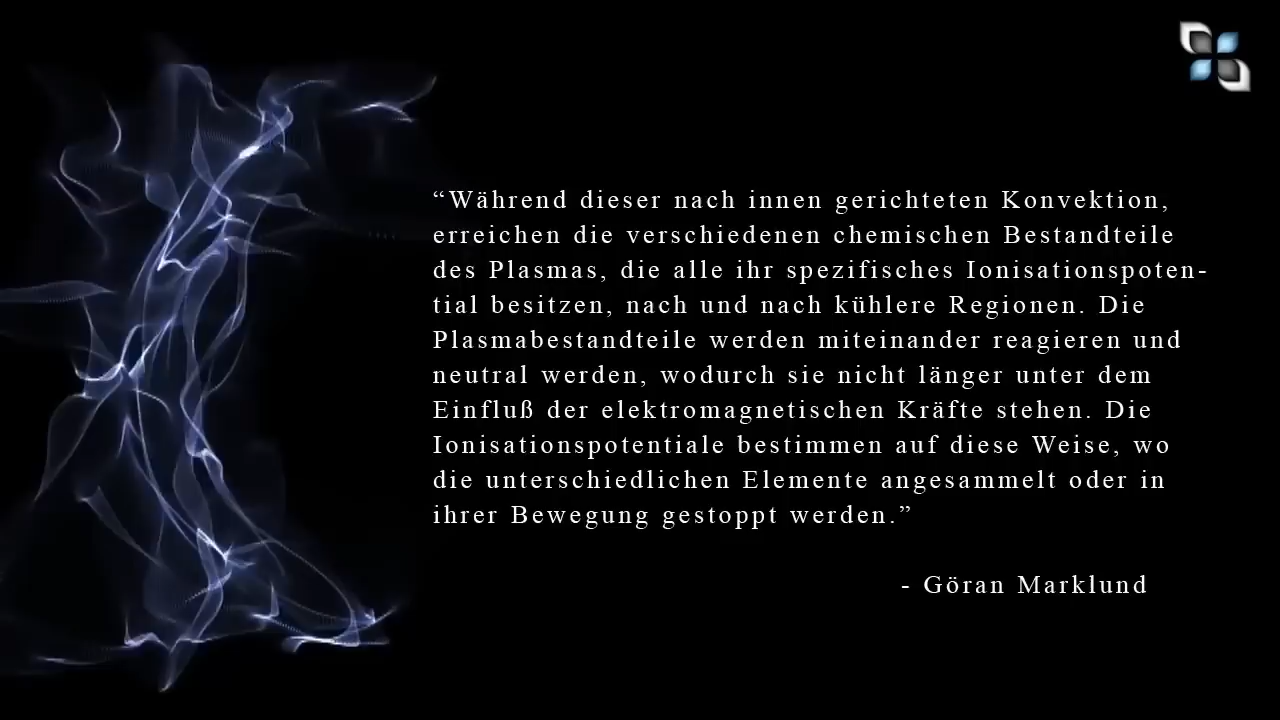 “Während dieser nach innen gerichteten Konvektion,
erreichen die verschiedenen chemischen Bestandteile
des Plasmas, die alle ihr spezifisches Ionisationspoten-
tial besitzen, nach und nach kühlere Regionen. Die
Plasmabestandteile werden miteinander reagieren und
neutral werden, wodurch sie nicht länger unter dem
Einfluß der elektromagnetischen Kräfte stehen. Die
Ionisationspotentiale bestimmen auf diese Weise, wo
die unterschiedlichen Elemente angesammelt oder in
ihrer Bewegung gestoppt werden.”
- Göran Marklund